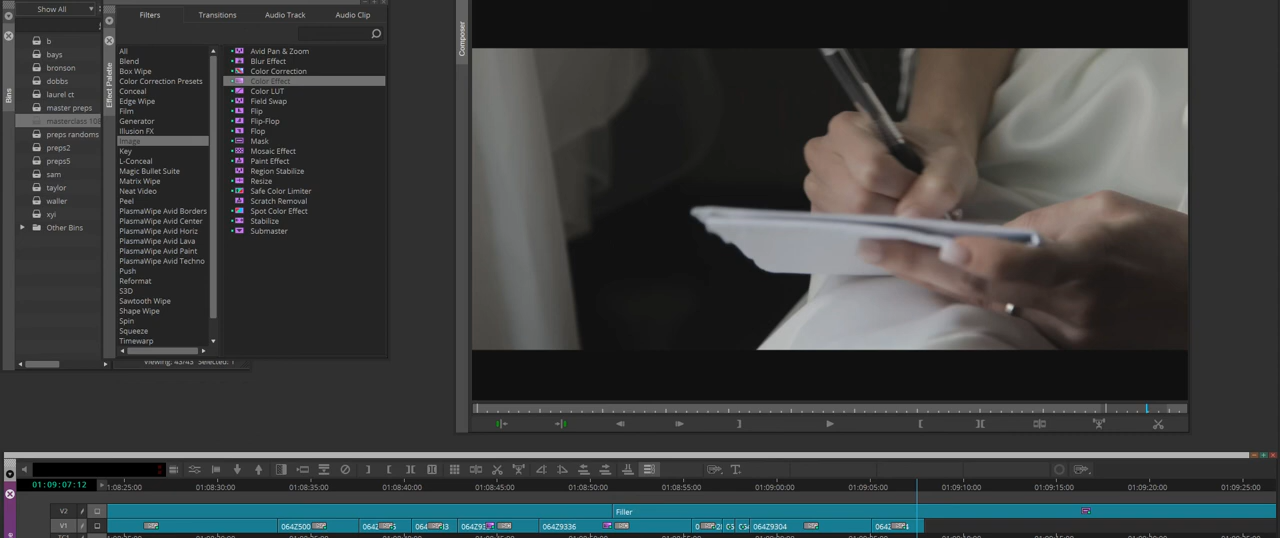 Show All
b
bays
bronson
dobbs
laurel ct
master preps
masterclass 108
preps randoms
preps2
preps5
sam
taylor
waller
xyi
Other Bins
Bins
Effect Palette
Filters Transitions Audio Track Audio Clip
All
Blend
Box Wipe
Color Correction Presets
Conceal
Edge Wipe
Film
Generator
Illusion FX
Image
Key
L-Conceal
Magic Bullet Suite
Matrix Wipe
Neat Video
Peel
PlasmaWipe Avid Borders
PlasmaWipe Avid Center
PlasmaWipe Avid Horiz
PlasmaWipe Avid Lava
PlasmaWipe Avid Paint
PlasmaWipe Avid Techno
Push
Reformat
S3D
Sawtooth Wipe
Shape Wipe
Spin
Squeeze
Timewarp
Avid Pan & Zoom
Blur Effect
Color Correction
Color Effect
Color LUT
Field Swap
Flip
Flip-Flop
Flop
Mask
Mosaic Effect
Paint Effect
Region Stabilize
Resize
Safe Color Limiter
Scratch Removal
Spot Color Effect
Stabilize
Submaster
Viewing: 43/43 Selected: 1
Composer
01:09:07:12
01:08:25:00 01:08:30:00 01:08:35:00 01:08:40:00 01:08:45:00 01:08:50:00 01:08:55:00 01:09:00:00 01:09:05:00 01:09:10:00 01:09:15:00 01:09:20:00 01:09:25:00
V2 Filler
V1 064Z500 064Z9336 064Z9304
TC1